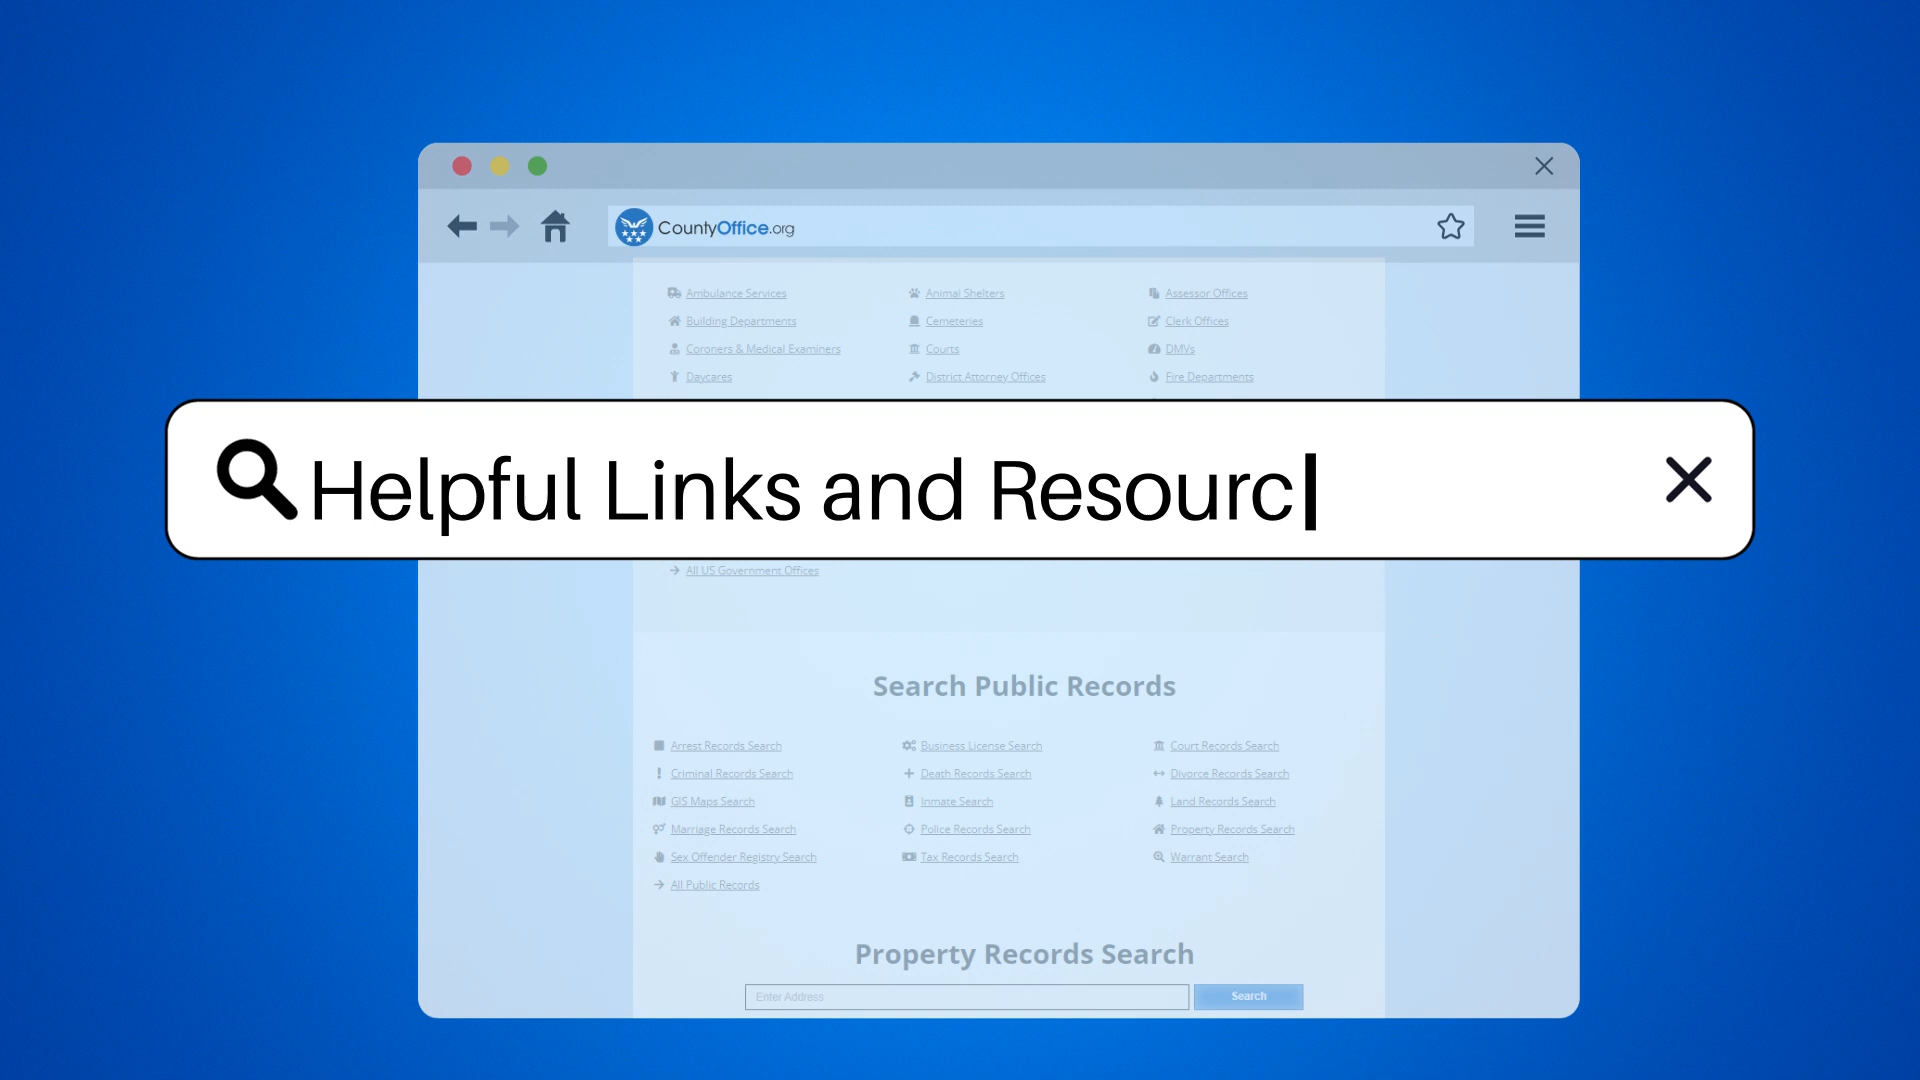 CountyOffice.org
Ambulance Services Animal Shelters Assessor Offices
Building Departments Cemeteries Clerk Offices
Coroners & Medical Examiners Courts DMVs
Daycares District Attorney Offices Fire Departments
Helpful Links and Resourc
All US Government Offices
Search Public Records
Arrest Records Search Business License Search Court Records Search
Criminal Records Search Death Records Search Divorce Records Search
GIS Maps Search Inmate Search Land Records Search
Marriage Records Search Police Records Search Property Records Search
Sex Offender Registry Search Tax Records Search Warrant Search
All Public Records
Property Records Search
Enter Address Search